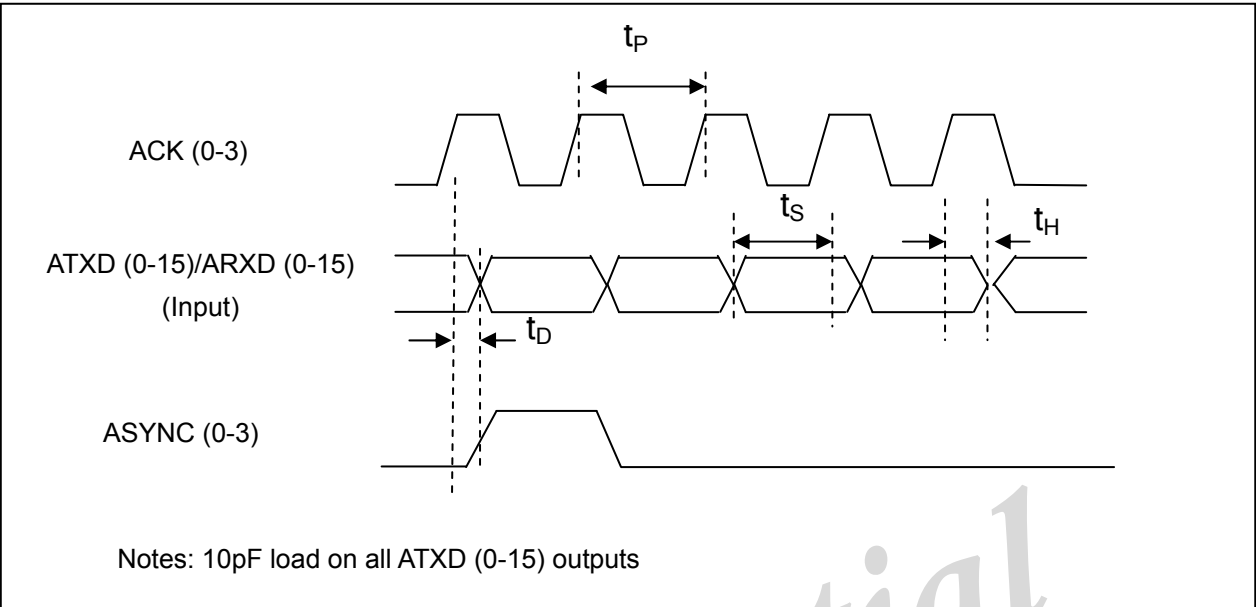 tP
ACK (0-3)
tS
tH
ATXD (0-15)/ARXD (0-15)
(Input)
tD
ASYNC (0-3)
Notes: 10pF load on all ATXD (0-15) outputs
tial